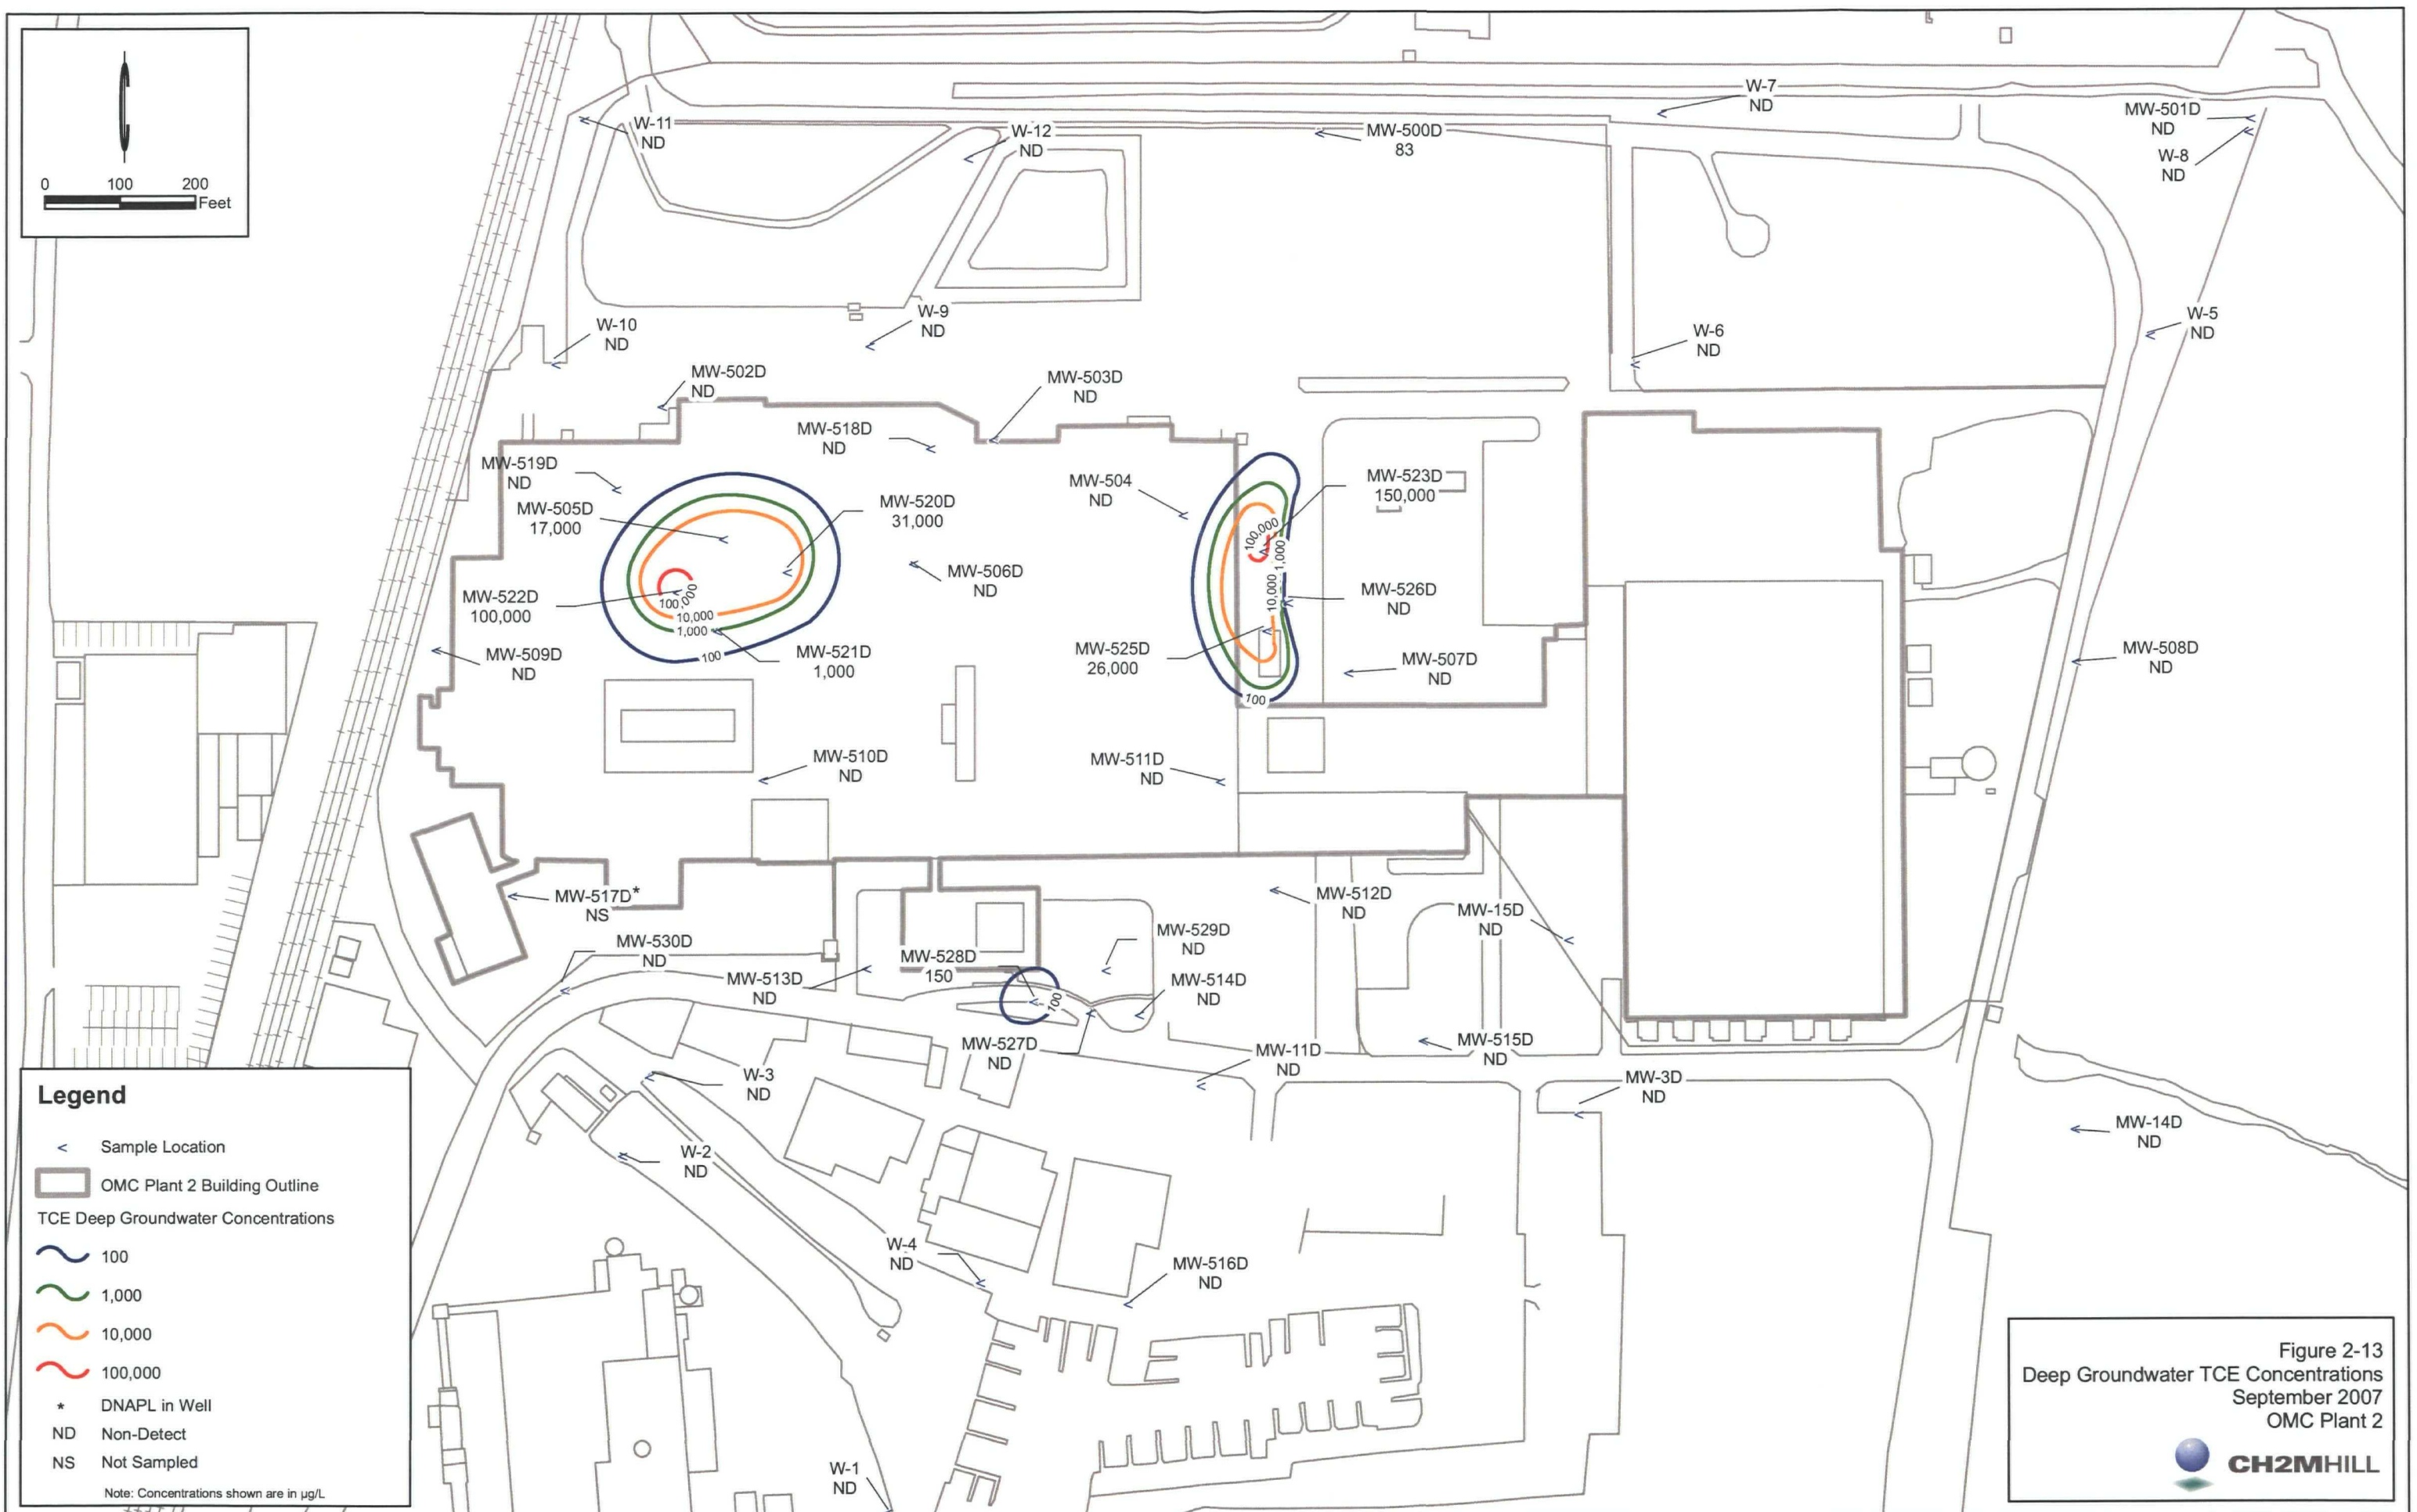 0 100 200
Feet
W-11
ND
W-12
ND
MW-500D
83
W-7
ND
MW-501D
ND
W-8
ND
W-10
ND
W-9
ND
W-6
ND
W-5
ND
MW-502D
ND
MW-503D
ND
MW-518D
ND
MW-519D
ND
MW-505D
17,000
MW-520D
31,000
MW-504
ND
MW-523D
150,000
100,000
1,000
10,000
100
MW-522D
100,000
100,000
10,000
1,000
100
MW-506D
ND
MW-526D
ND
MW-509D
ND
MW-521D
1,000
MW-525D
26,000
MW-507D
ND
MW-508D
ND
MW-510D
ND
MW-511D
ND
MW-517D*
NS
MW-512D
ND
MW-15D
ND
MW-530D
ND
MW-513D
ND
MW-528D
150
100
MW-529D
ND
MW-514D
ND
MW-527D
ND
MW-11D
ND
MW-515D
ND
W-3
ND
MW-3D
ND
MW-14D
ND
W-2
ND
W-4
ND
MW-516D
ND
W-1
ND
Legend
< Sample Location
OMC Plant 2 Building Outline
TCE Deep Groundwater Concentrations
100
1,000
10,000
100,000
* DNAPL in Well
ND Non-Detect
NS Not Sampled
Note: Concentrations shown are in µg/L
Figure 2-13
Deep Groundwater TCE Concentrations
September 2007
OMC Plant 2
CH2MHILL